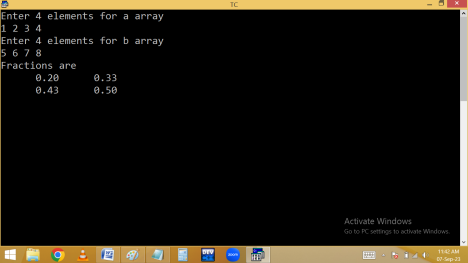 TC
Enter 4 elements for a array
1 2 3 4
Enter 4 elements for b array
5 6 7 8
Fractions are
0.20 0.33
0.43 0.50
Activate Windows
Go to PC settings to activate Windows.
zoom
11:43 AM
07-Sep-23